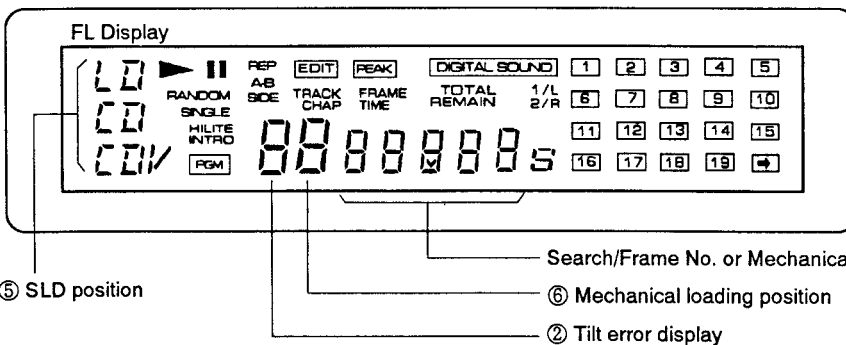 FL Display
LD REP EDIT PEAK DIGITAL SOUND 1 2 3 4 5
A-B
RANDOM SIDE TRACK FRAME TOTAL 1/L 6 7 8 9 10
CD SINGLE CHAP TIME REMAIN 2/R
HILITE 11 12 13 14 15
INTRO
CDV PGM 88 88888 S 16 17 18 19
Search/Frame No. or Mechanica
⑤ SLD position
⑥ Mechanical loading position
② Tilt error display